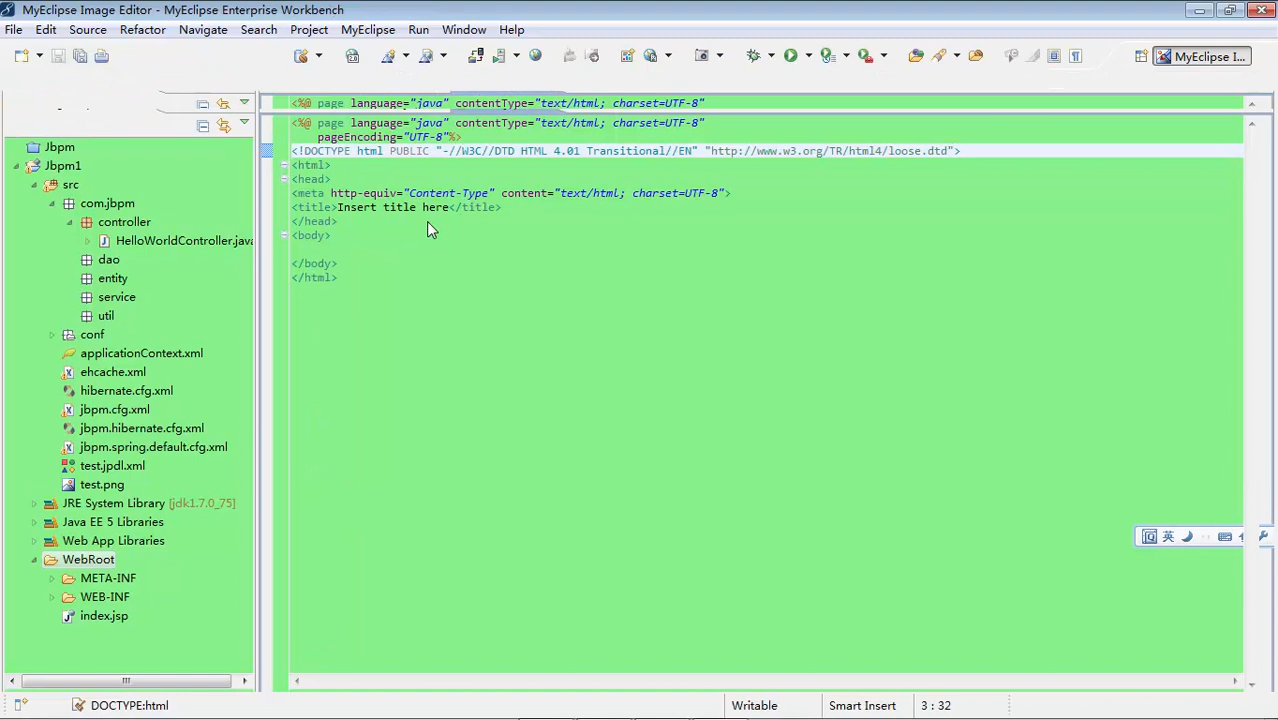 MyEclipse Image Editor - MyEclipse Enterprise Workbench
File Edit Source Refactor Navigate Search Project MyEclipse Run Window Help
MyEclipse I...
Jbpm
Jbpm1
src
com.jbpm
controller
HelloWorldController.java
dao
entity
service
util
conf
applicationContext.xml
ehcache.xml
hibernate.cfg.xml
jbpm.cfg.xml
jbpm.hibernate.cfg.xml
jbpm.spring.default.cfg.xml
test.jpdl.xml
test.png
JRE System Library [jdk1.7.0_75]
Java EE 5 Libraries
Web App Libraries
WebRoot
META-INF
WEB-INF
index.jsp
<%@ page language="java" contentType="text/html; charset=UTF-8"
<%@ page language="java" contentType="text/html; charset=UTF-8"
pageEncoding="UTF-8"%>
<!DOCTYPE html PUBLIC "-//W3C//DTD HTML 4.01 Transitional//EN" "http://www.w3.org/TR/html4/loose.dtd">
<html>
<head>
<meta http-equiv="Content-Type" content="text/html; charset=UTF-8">
<title>Insert title here</title>
</head>
<body>
</body>
</html>
英
DOCTYPE:html
Writable
Smart Insert
3 : 32